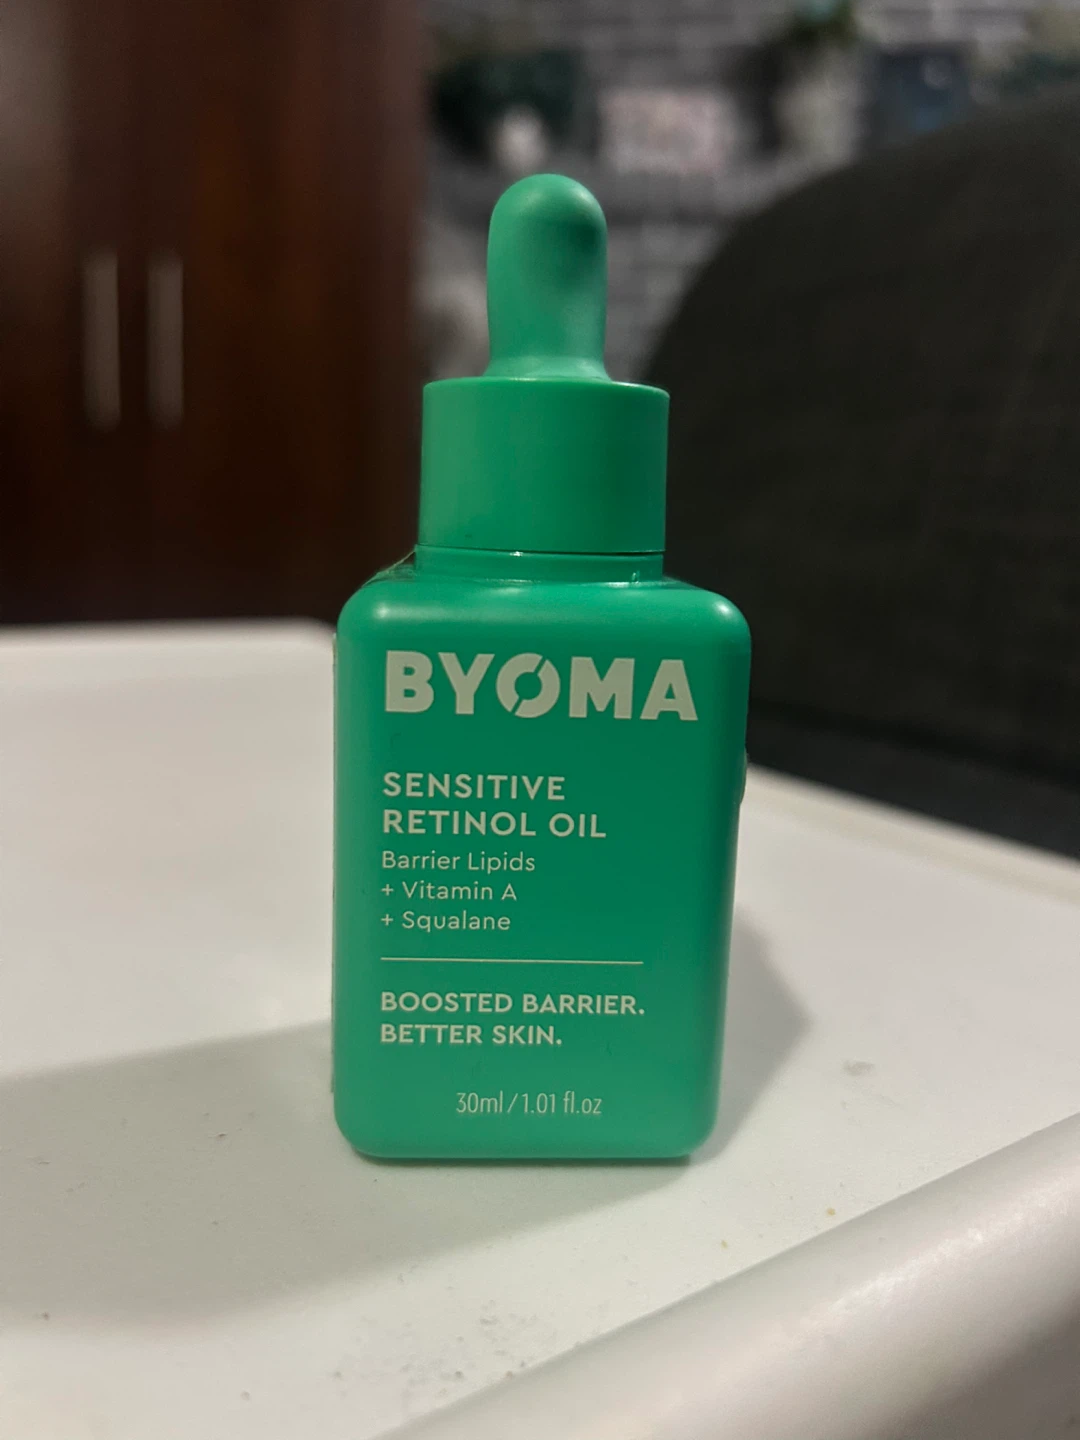 BYOMA
SENSITIVE
RETINOL OIL
Barrier Lipids
+ Vitamin A
+ Squalane
BOOSTED BARRIER.
BETTER SKIN.
30ml/1.01 fl.oz